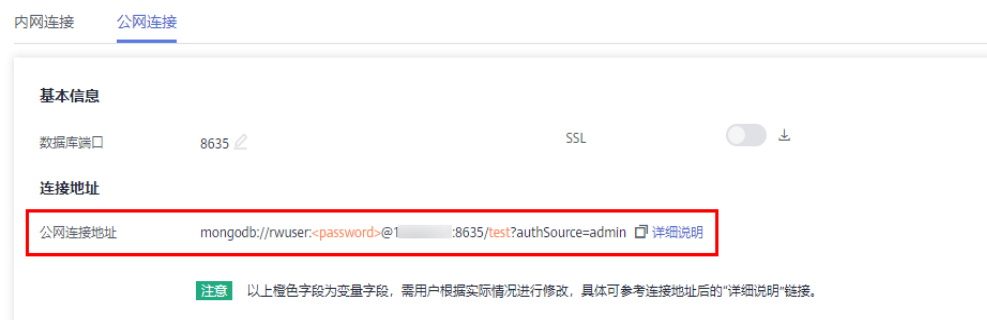 内网连接 公网连接
基本信息
数据库端口 8635 SSL
连接地址
公网连接地址 mongodb://rwuser:<password>@1 :8635/test?authSource=admin 详细说明
注意 以上橙色字段为变量字段，需用户根据实际情况进行修改，具体可参考连接地址后的“详细说明”链接。